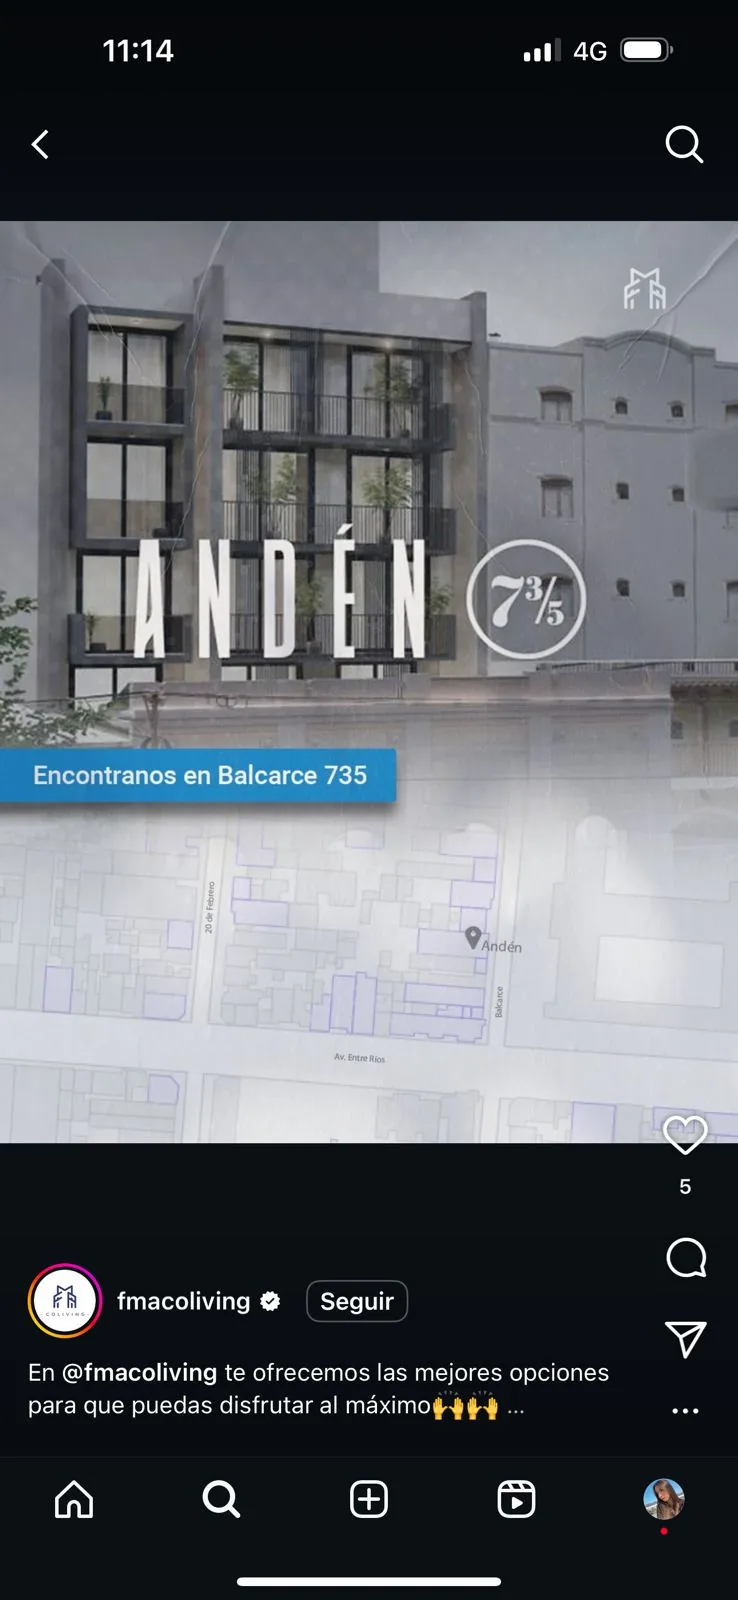 11:14
4G
ANDÉN 7 3/5
Encontranos en Balcarce 735
20 de Febrero
Andén
Balcarce
Av. Entre Ríos
5
COLIVING
fmacoliving
Seguir
En @fmacoliving te ofrecemos las mejores opciones
para que puedas disfrutar al máximo🙌🙌 ...